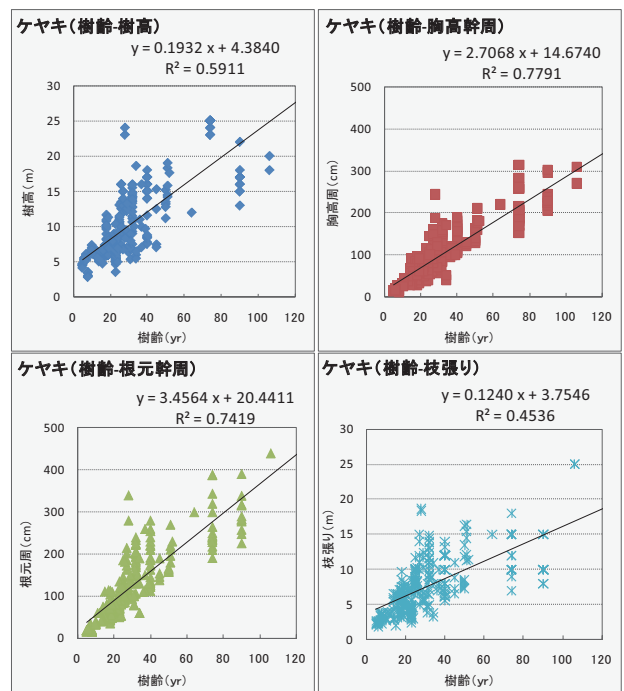 ケヤキ(樹齢-樹高)
y = 0.1932 x + 4.3840
R² = 0.5911
30
25
20
15
10
5
0
樹高(m)
0 20 40 60 80 100 120
樹齢(yr)
ケヤキ(樹齢-胸高幹周)
y = 2.7068 x + 14.6740
R² = 0.7791
500
400
300
200
100
0
胸高周(cm)
0 20 40 60 80 100 120
樹齢(yr)
ケヤキ(樹齢-根元幹周)
y = 3.4564 x + 20.4411
R² = 0.7419
500
400
300
200
100
0
根元周(cm)
0 20 40 60 80 100 120
樹齢(yr)
ケヤキ(樹齢-枝張り)
y = 0.1240 x + 3.7546
R² = 0.4536
30
25
20
15
10
5
0
枝張り(m)
0 20 40 60 80 100 120
樹齢(yr)